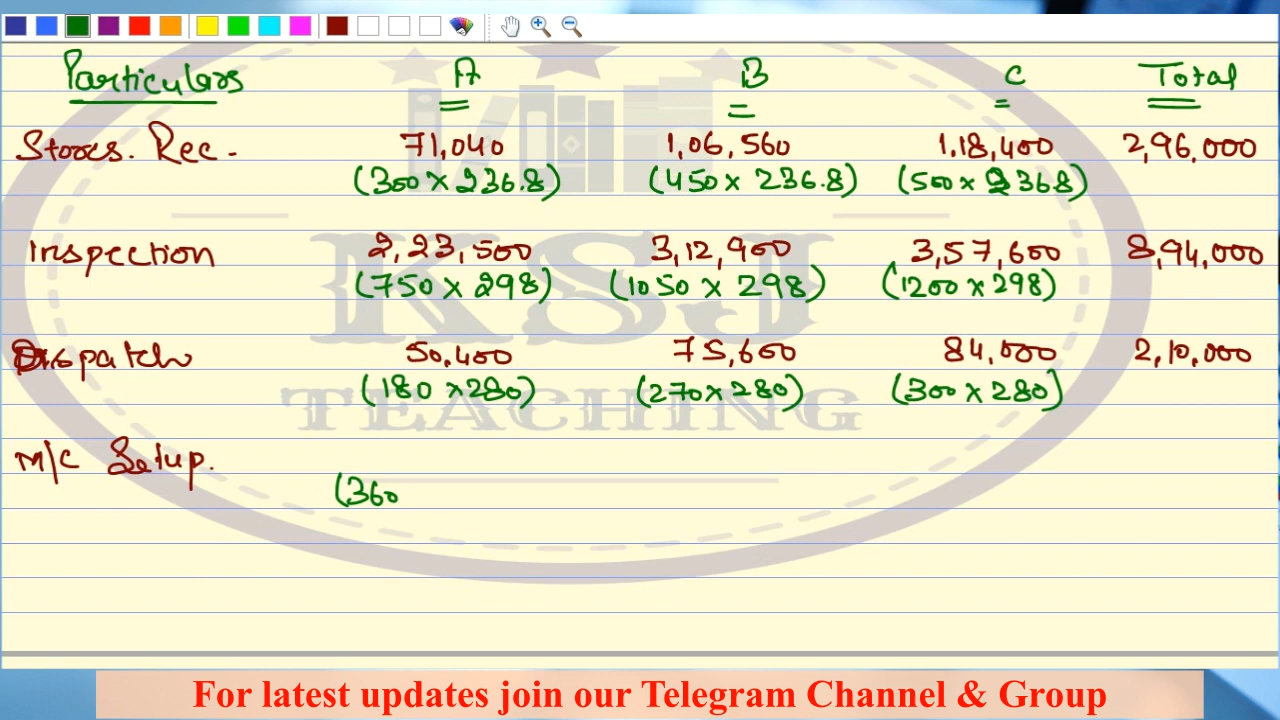 Particulars A B C Total
Stores. Rec. 71,040 1,06,560 1,18,400 2,96,000
(300 x 236.8) (450 x 236.8) (500 x 236.8)
Inspection 2,23,500 3,12,900 3,57,600 8,94,000
(750 x 298) (1050 x 298) (1200 x 298)
Dispatch 50,400 75,600 84,000 2,10,000
(180 x 280) (270 x 280) (300 x 280)
M/C Setup.
(360
KSJ
TEACHING
For latest updates join our Telegram Channel & Group